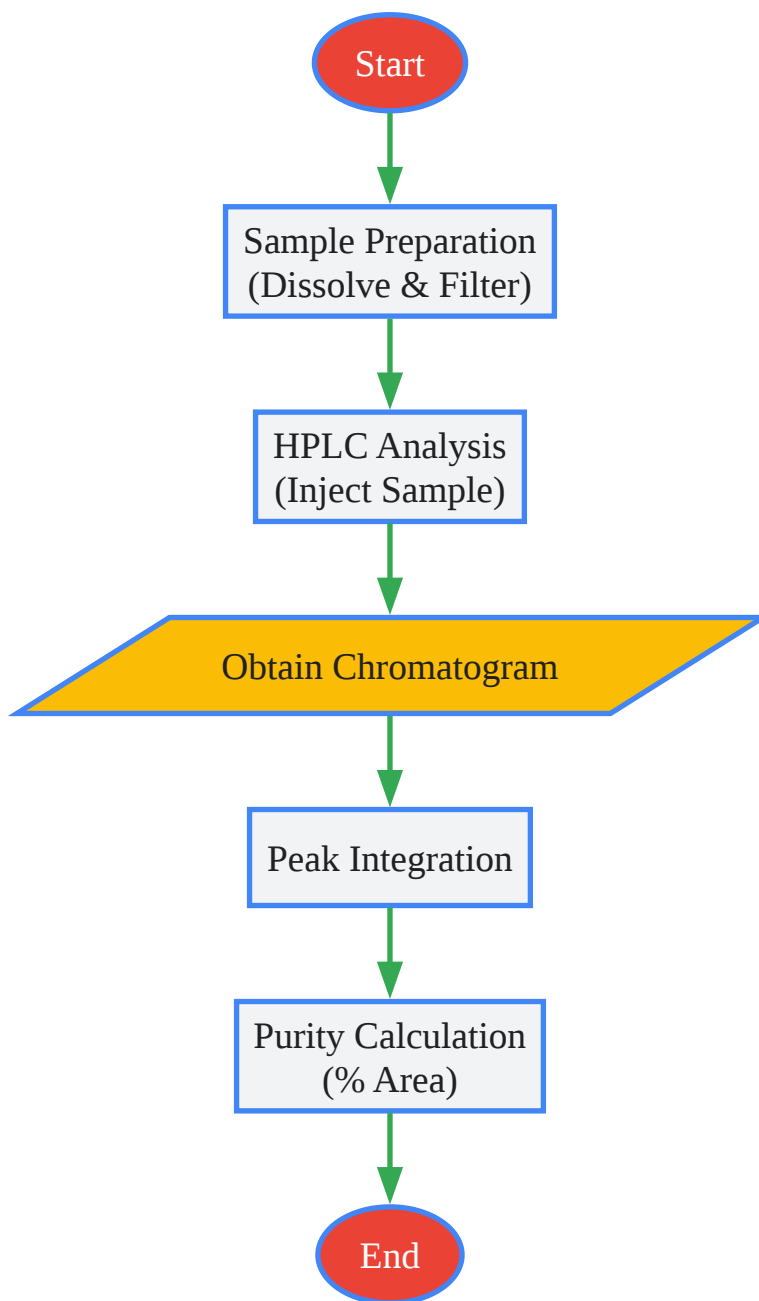 Start
Sample Preparation
(Dissolve & Filter)
HPLC Analysis
(Inject Sample)
Obtain Chromatogram
Peak Integration
Purity Calculation
(% Area)
End